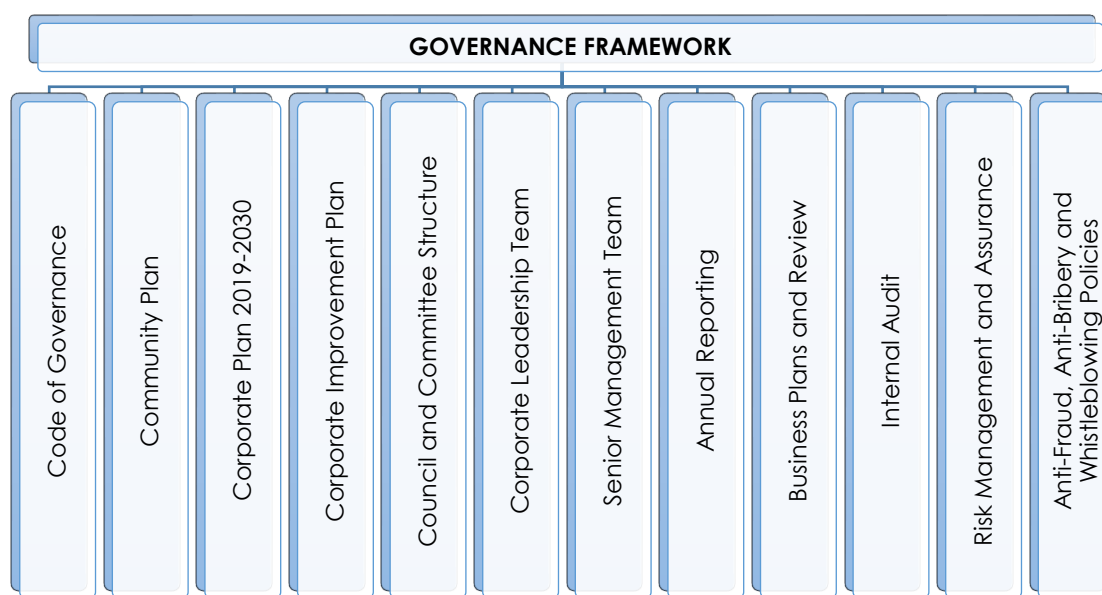 GOVERNANCE FRAMEWORK
Code of Governance
Community Plan
Corporate Plan 2019-2030
Corporate Improvement Plan
Council and Committee Structure
Corporate Leadership Team
Senior Management Team
Annual Reporting
Business Plans and Review
Internal Audit
Risk Management and Assurance
Anti-Fraud, Anti-Bribery and
Whistleblowing Policies